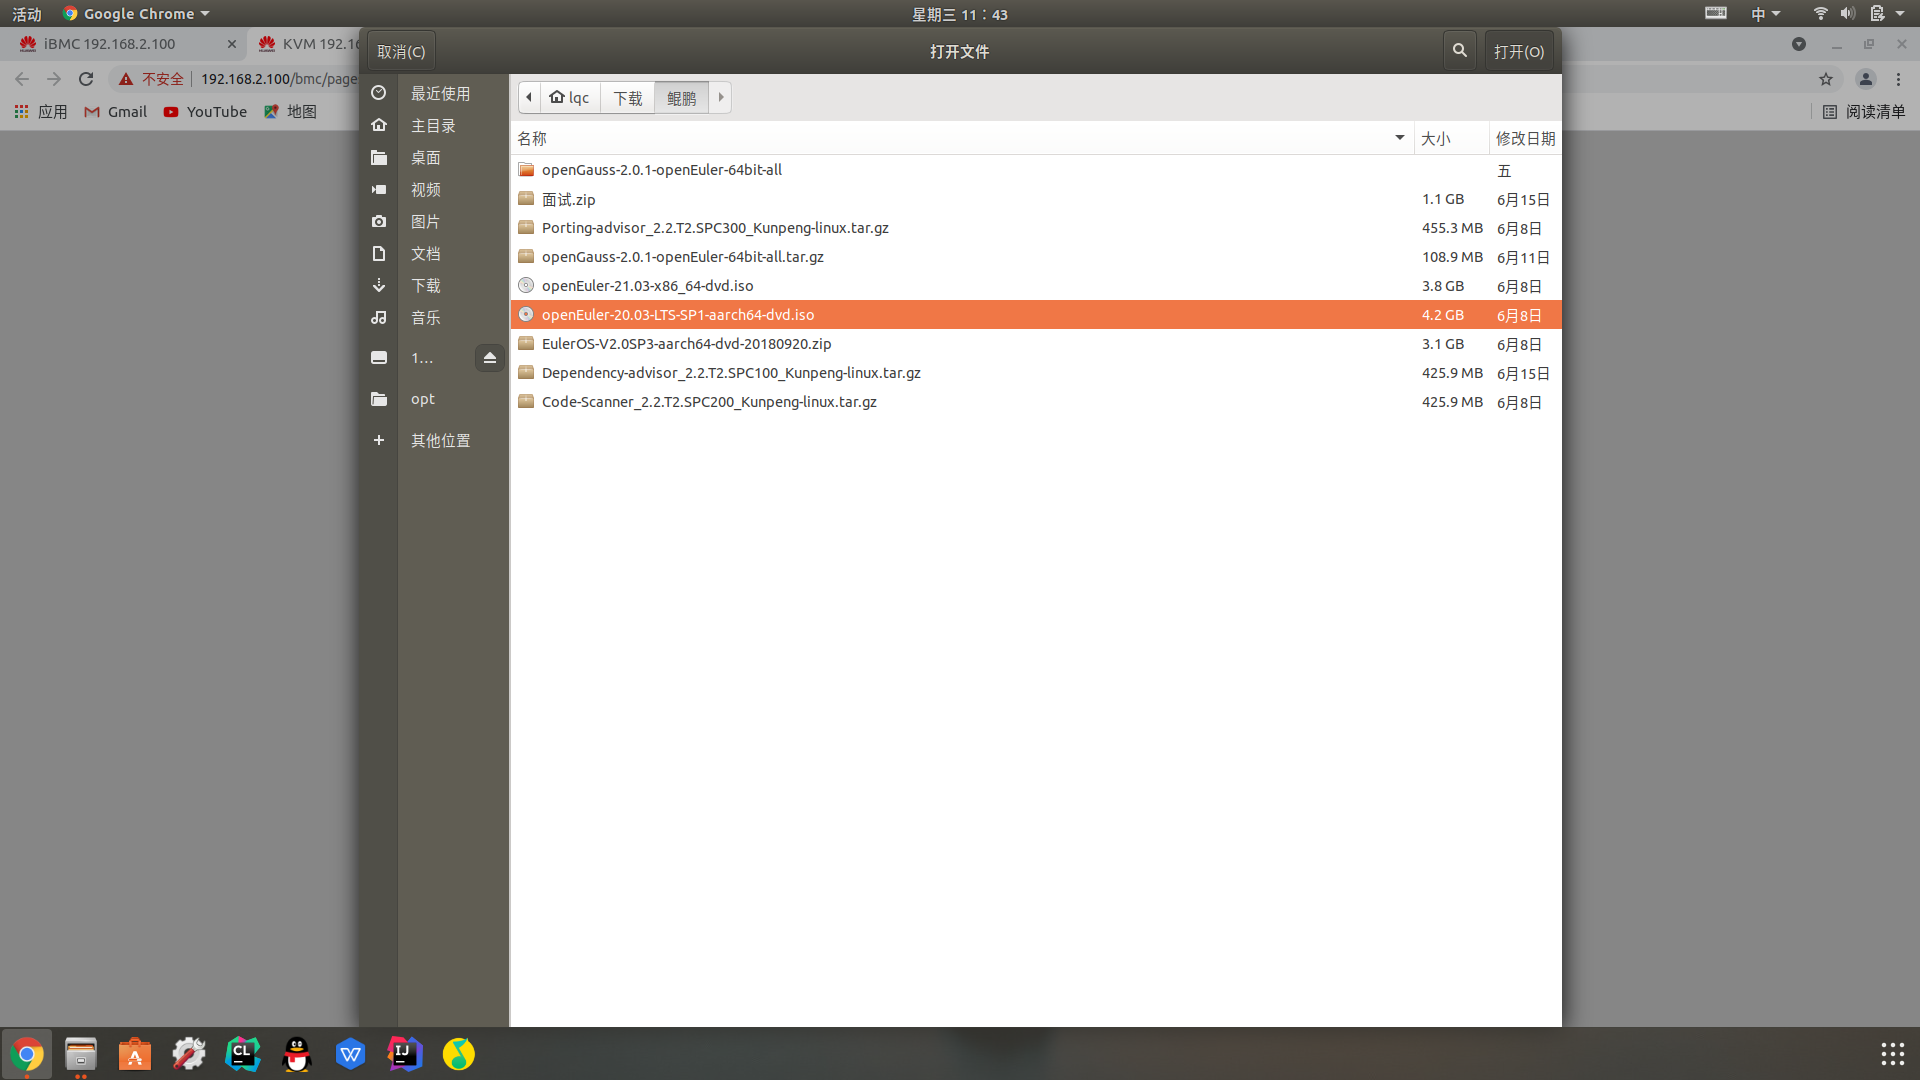 活动 Google Chrome 星期三 11：43 中
iBMC 192.168.2.100 KVM 192.16
取消(C) 打开文件 打开(O)
不安全 192.168.2.100/bmc/page
应用 Gmail YouTube 地图 阅读清单
lqc 下载 鲲鹏
最近使用
主目录
桌面
视频
图片
文档
下载
音乐
1…
opt
其他位置
名称 大小 修改日期
openGauss-2.0.1-openEuler-64bit-all 五
面试.zip 1.1 GB 6月15日
Porting-advisor_2.2.T2.SPC300_Kunpeng-linux.tar.gz 455.3 MB 6月8日
openGauss-2.0.1-openEuler-64bit-all.tar.gz 108.9 MB 6月11日
openEuler-21.03-x86_64-dvd.iso 3.8 GB 6月8日
openEuler-20.03-LTS-SP1-aarch64-dvd.iso 4.2 GB 6月8日
EulerOS-V2.0SP3-aarch64-dvd-20180920.zip 3.1 GB 6月8日
Dependency-advisor_2.2.T2.SPC100_Kunpeng-linux.tar.gz 425.9 MB 6月15日
Code-Scanner_2.2.T2.SPC200_Kunpeng-linux.tar.gz 425.9 MB 6月8日
CL IJ